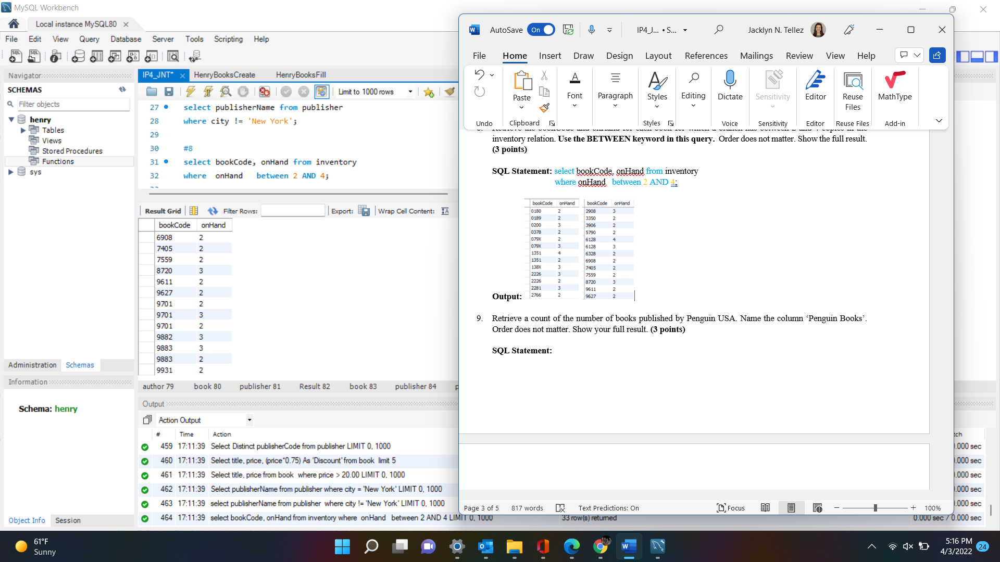 MySQL Workbench
Local instance MySQL80
File Edit View Query Database Server Tools Scripting Help
Navigator
SCHEMAS
Filter objects
henry
Tables
Views
Stored Procedures
Functions
sys
Administration Schemas
Information
Schema: henry
Object Info Session
IP4_JNT* HenryBooksCreate HenryBooksFill
Limit to 1000 rows
27 select publisherName from publisher
28 where city != 'New York';
29
30 #8
31 select bookCode, onHand from inventory
32 where onHand between 2 AND 4;
Result Grid Filter Rows: Export: Wrap Cell Content:
bookCode onHand
6908 2
7405 2
7559 2
8720 3
9611 2
9627 2
9701 2
9701 3
9701 2
9882 3
9883 3
9883 2
9931 2
author 79 book 80 publisher 81 Result 82 book 83 publisher 84
Output
Action Output
# Time Action
459 17:11:39 Select Distinct publisherCode from publisher LIMIT 0, 1000
460 17:11:39 Select title, price, (price*0.75) As 'Discount' from book limit 5
461 17:11:39 Select title, price from book where price > 20.00 LIMIT 0, 1000
462 17:11:39 Select publisherName from publisher where city = 'New York' LIMIT 0, 1000
463 17:11:39 select publisherName from publisher where city != 'New York' LIMIT 0, 1000
464 17:11:39 select bookCode, onHand from inventory where onHand between 2 AND 4 LIMIT 0, 1000 33 row(s) returned 0.000 sec / 0.000 sec
AutoSave On IP4_J... • S... Jacklyn N. Tellez
File Home Insert Draw Design Layout References Mailings Review View Help
Paste Font Paragraph Styles Editing Dictate Sensitivity Editor Reuse Files MathType
Undo Clipboard Styles Voice Sensitivity Editor Reuse Files Add-in
inventory relation. Use the BETWEEN keyword in this query. Order does not matter. Show the full result.
(3 points)
SQL Statement: select bookCode, onHand from inventory
where onHand between 2 AND 4;
bookCode onHand bookCode onHand
0180 2 2908 3
0189 2 3350 2
0200 3 3906 2
0378 2 5790 2
079X 2 6128 4
079X 3 6128 3
1351 4 6328 2
1351 2 6908 2
138X 3 7405 2
2226 3 7559 2
2226 2 8720 3
2281 3 9611 2
2766 2 9627 2
Output:
9. Retrieve a count of the number of books published by Penguin USA. Name the column ‘Penguin Books’.
Order does not matter. Show your full result. (3 points)
SQL Statement:
Page 3 of 5 817 words Text Predictions: On Focus 100%
61°F
Sunny
5:16 PM
4/3/2022
24